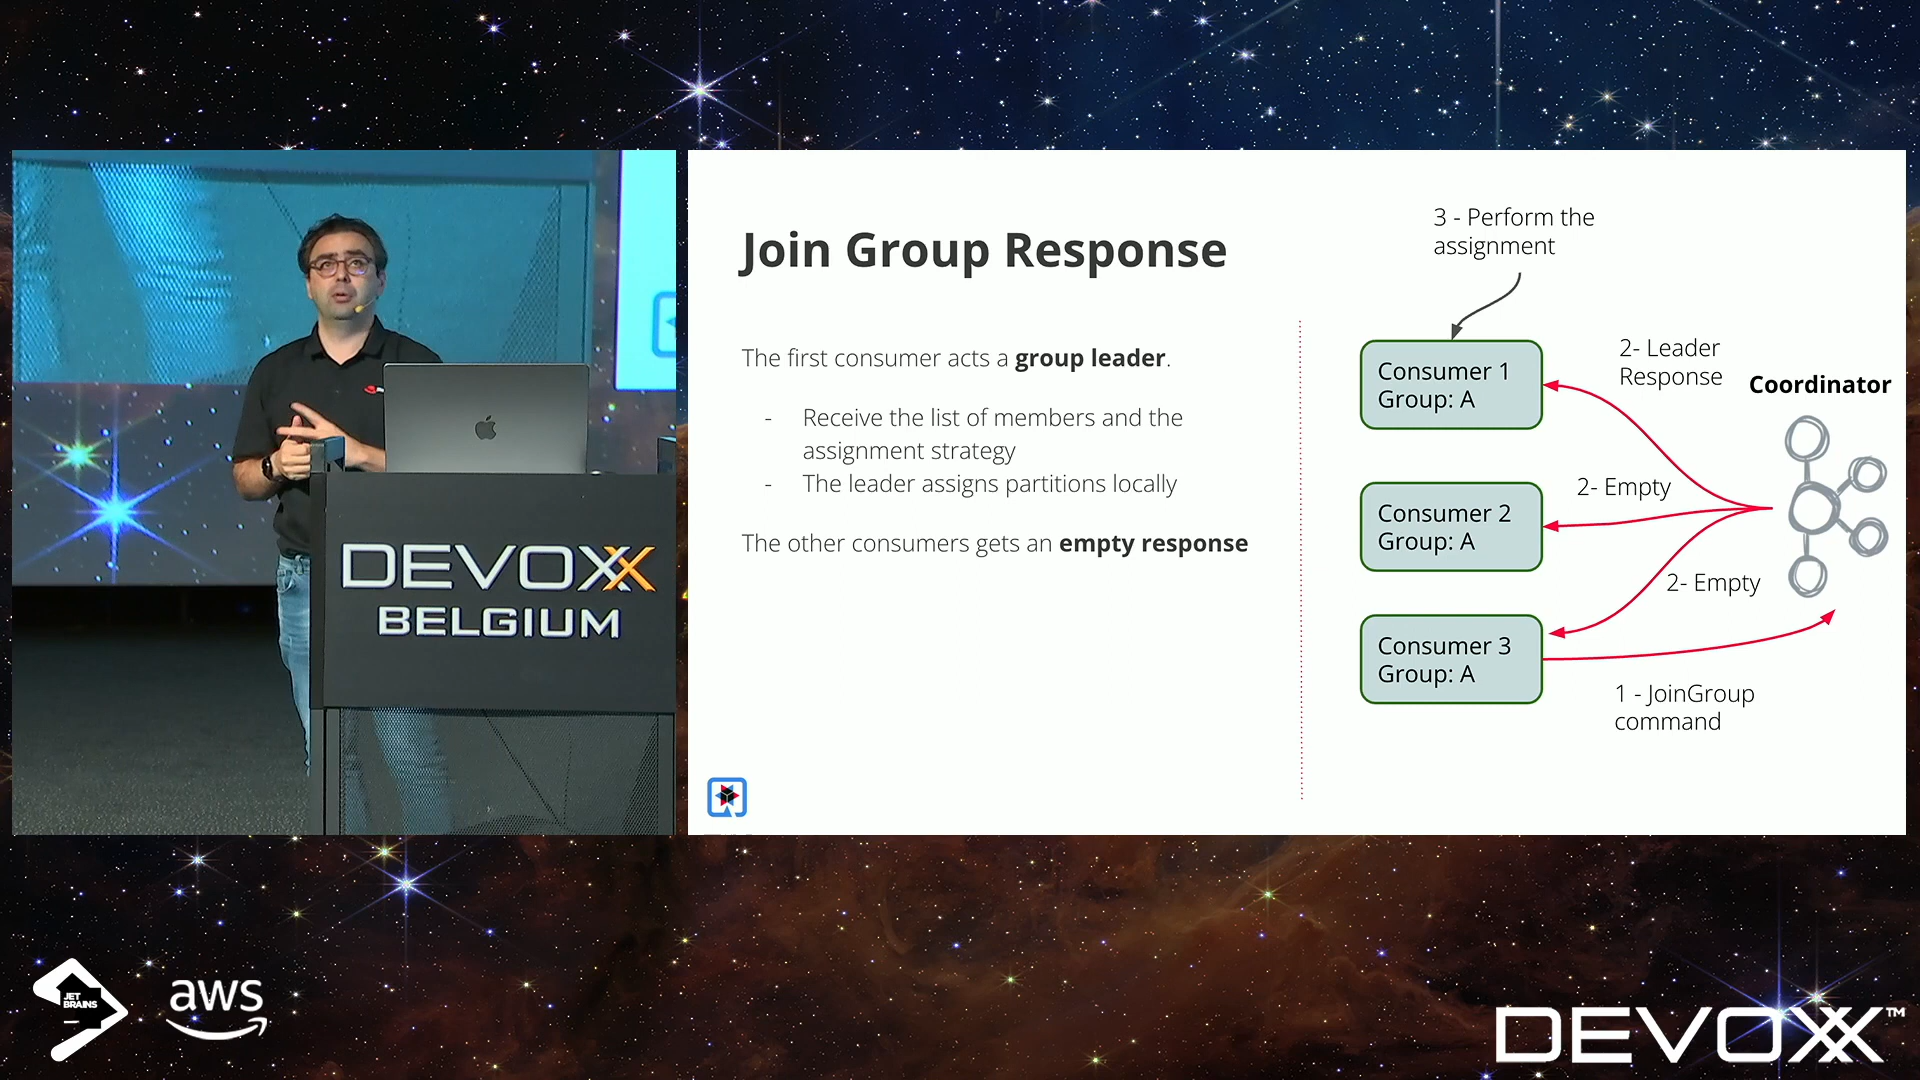 DEVOXX
BELGIUM
Join Group Response
The first consumer acts a group leader.
- Receive the list of members and the
assignment strategy
- The leader assigns partitions locally
The other consumers gets an empty response
3 - Perform the
assignment
Consumer 1
Group: A
2- Leader
Response
Coordinator
2- Empty
Consumer 2
Group: A
2- Empty
Consumer 3
Group: A
1 - JoinGroup
command
JET
BRAINS
aws
DEVOXX™